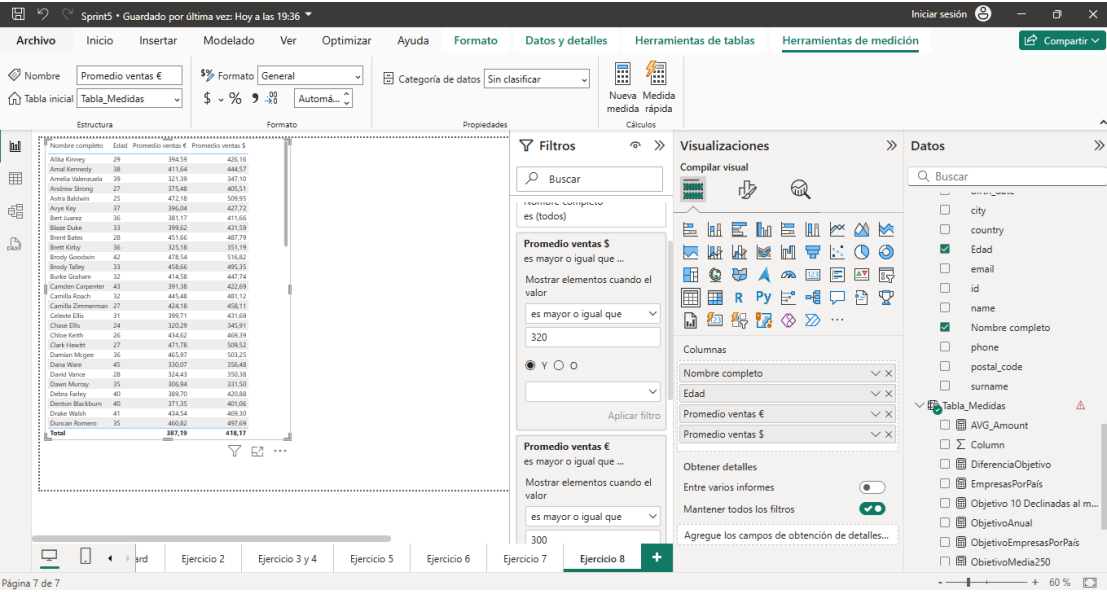 Sprint5 • Guardado por última vez: Hoy a las 19:36
Iniciar sesión
Archivo Inicio Insertar Modelado Ver Optimizar Ayuda Formato Datos y detalles Herramientas de tablas Herramientas de medición Compartir
Nombre Promedio ventas €
Tabla inicial Tabla_Medidas
Estructura
$% Formato General
$ % 9 .00 Automá...
Formato
Categoría de datos Sin clasificar
Propiedades
Nueva medida Medida rápida
Cálculos
Nombre completo Edad Promedio ventas € Promedio ventas $
Alika Kinney 29 394,59 426,16
Amal Kennedy 38 411,64 444,57
Amelia Valenzuela 39 321,39 347,10
Andrew Strong 27 375,48 405,51
Astra Baldwin 25 472,18 509,95
Avye Key 37 396,04 427,72
Bert Juarez 36 381,17 411,66
Blaze Duke 33 399,62 431,59
Brent Bates 28 451,66 487,79
Brett Kirby 36 325,18 351,19
Brody Goodwin 42 478,54 516,82
Brody Talley 33 458,66 495,35
Burke Graham 32 414,58 447,74
Camden Carpenter 43 391,38 422,69
Camilla Roach 32 445,48 481,12
Camilla Zimmerman 27 424,18 458,11
Celeste Ellis 31 399,71 431,69
Chase Ellis 24 320,29 345,91
Chloe Keith 26 434,62 469,39
Clark Hewitt 27 471,78 509,52
Damian Mcgee 36 465,97 503,25
Dana Ware 45 330,07 356,48
David Vance 28 324,43 350,38
Dawn Murray 35 306,94 331,50
Debra Farley 40 389,70 420,88
Denton Blackburn 40 371,35 401,06
Drake Walsh 41 434,54 469,30
Duncan Romero 35 460,82 497,69
Total 387,19 418,17
Filtros
Buscar
Nombre completo
es (todos)
Promedio ventas $
es mayor o igual que ...
Mostrar elementos cuando el
valor
es mayor o igual que
320
Y O
Aplicar filtro
Promedio ventas €
es mayor o igual que ...
Mostrar elementos cuando el
valor
es mayor o igual que
300
Visualizaciones
Compilar visual
123
R Py
...
Columnas
Nombre completo
Edad
Promedio ventas €
Promedio ventas $
Obtener detalles
Entre varios informes
Mantener todos los filtros
Agregue los campos de obtención de detalles...
Datos
Buscar
birth_date
city
country
Edad
email
id
name
Nombre completo
phone
postal_code
surname
Tabla_Medidas
AVG_Amount
Column
DiferenciaObjetivo
EmpresasPorPaís
Objetivo 10 Declinadas al m...
ObjetivoAnual
ObjetivoEmpresasPorPaís
ObjetivoMedia250
ard Ejercicio 2 Ejercicio 3 y 4 Ejercicio 5 Ejercicio 6 Ejercicio 7 Ejercicio 8 +
Página 7 de 7
- + 60 %